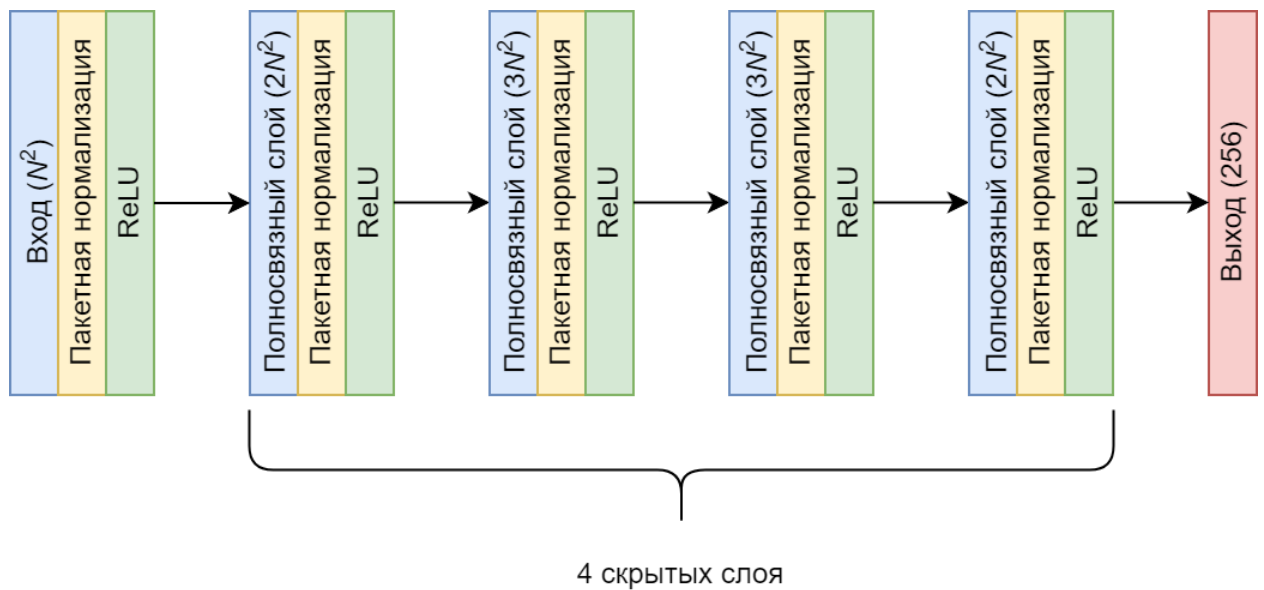 Вход (N²)
Пакетная нормализация
ReLU
Полносвязный слой (2N²)
Пакетная нормализация
ReLU
Полносвязный слой (3N²)
Пакетная нормализация
ReLU
Полносвязный слой (3N²)
Пакетная нормализация
ReLU
Полносвязный слой (2N²)
Пакетная нормализация
ReLU
Выход (256)
4 скрытых слоя